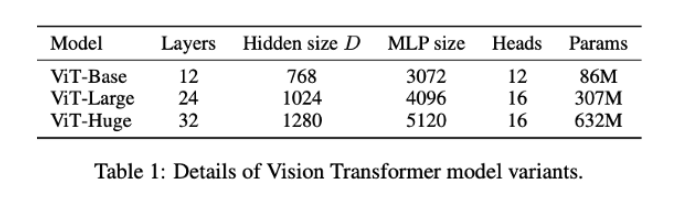 Model Layers Hidden size D MLP size Heads Params
ViT-Base 12 768 3072 12 86M
ViT-Large 24 1024 4096 16 307M
ViT-Huge 32 1280 5120 16 632M
Table 1: Details of Vision Transformer model variants.